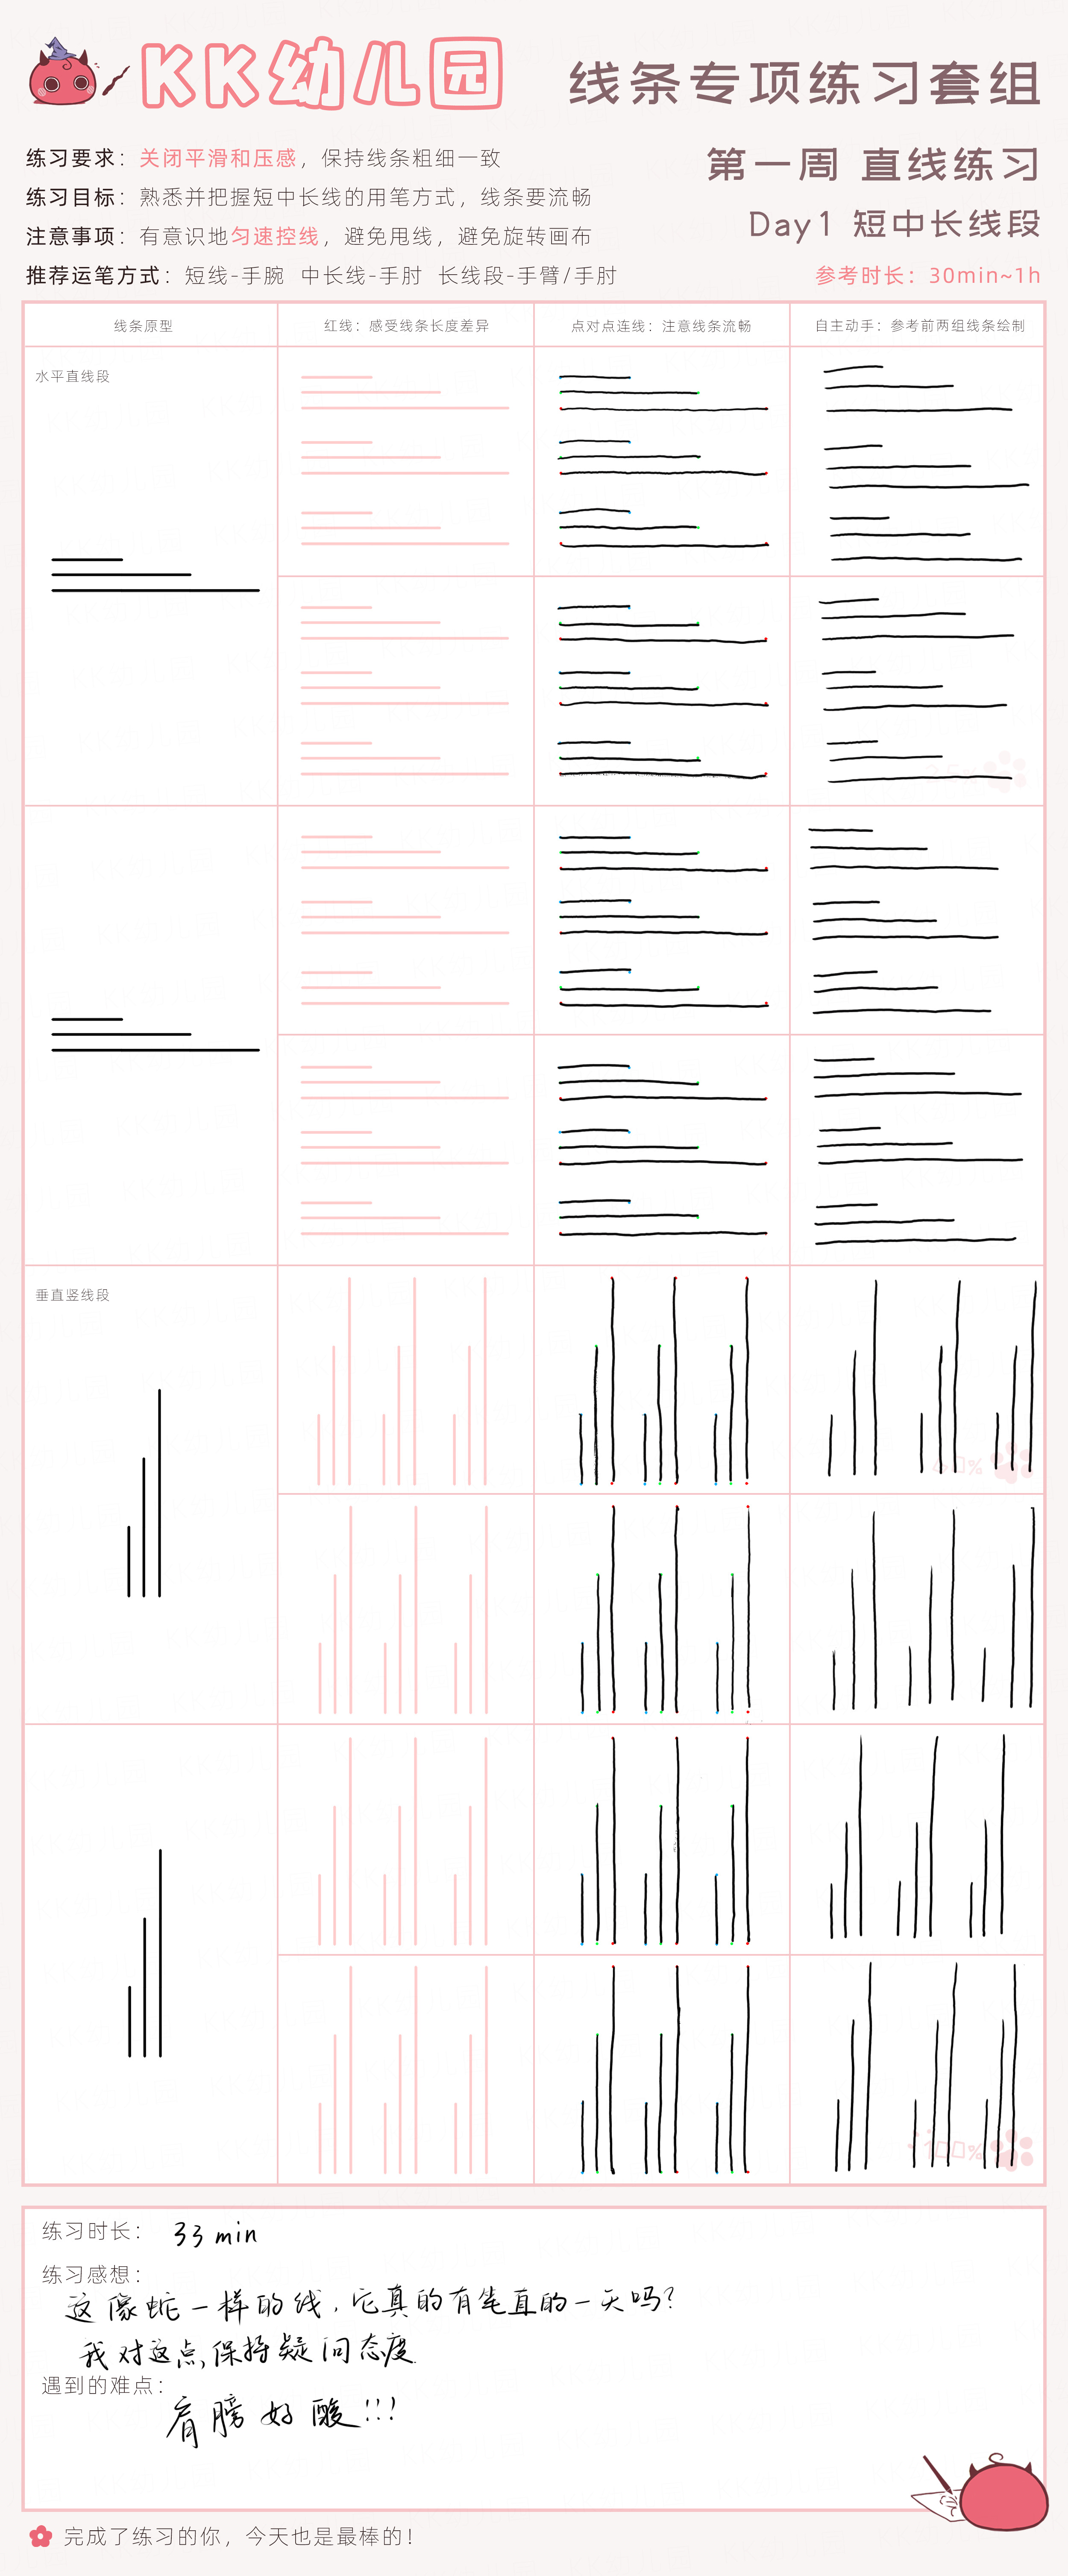 KK幼儿园
线条专项练习套组
练习要求：关闭平滑和压感，保持线条粗细一致
练习目标：熟悉并把握短中长线的用笔方式，线条要流畅
注意事项：有意识地匀速控线，避免甩线，避免旋转画布
推荐运笔方式：短线-手腕 中长线-手肘 长线段-手臂/手肘
第一周 直线练习
Day1 短中长线段
参考时长：30min~1h
线条原型
红线：感受线条长度差异
点对点连线：注意线条流畅
自主动手：参考前两组线条绘制
水平直线段
垂直竖线段
60%
100%
练习时长：33 min
练习感想：
这像蛇一样的线，它真的有笔直的一天吗？
我对这点，保持疑问态度.
遇到的难点：
肩膀好酸!!!
完成了练习的你，今天也是最棒的！